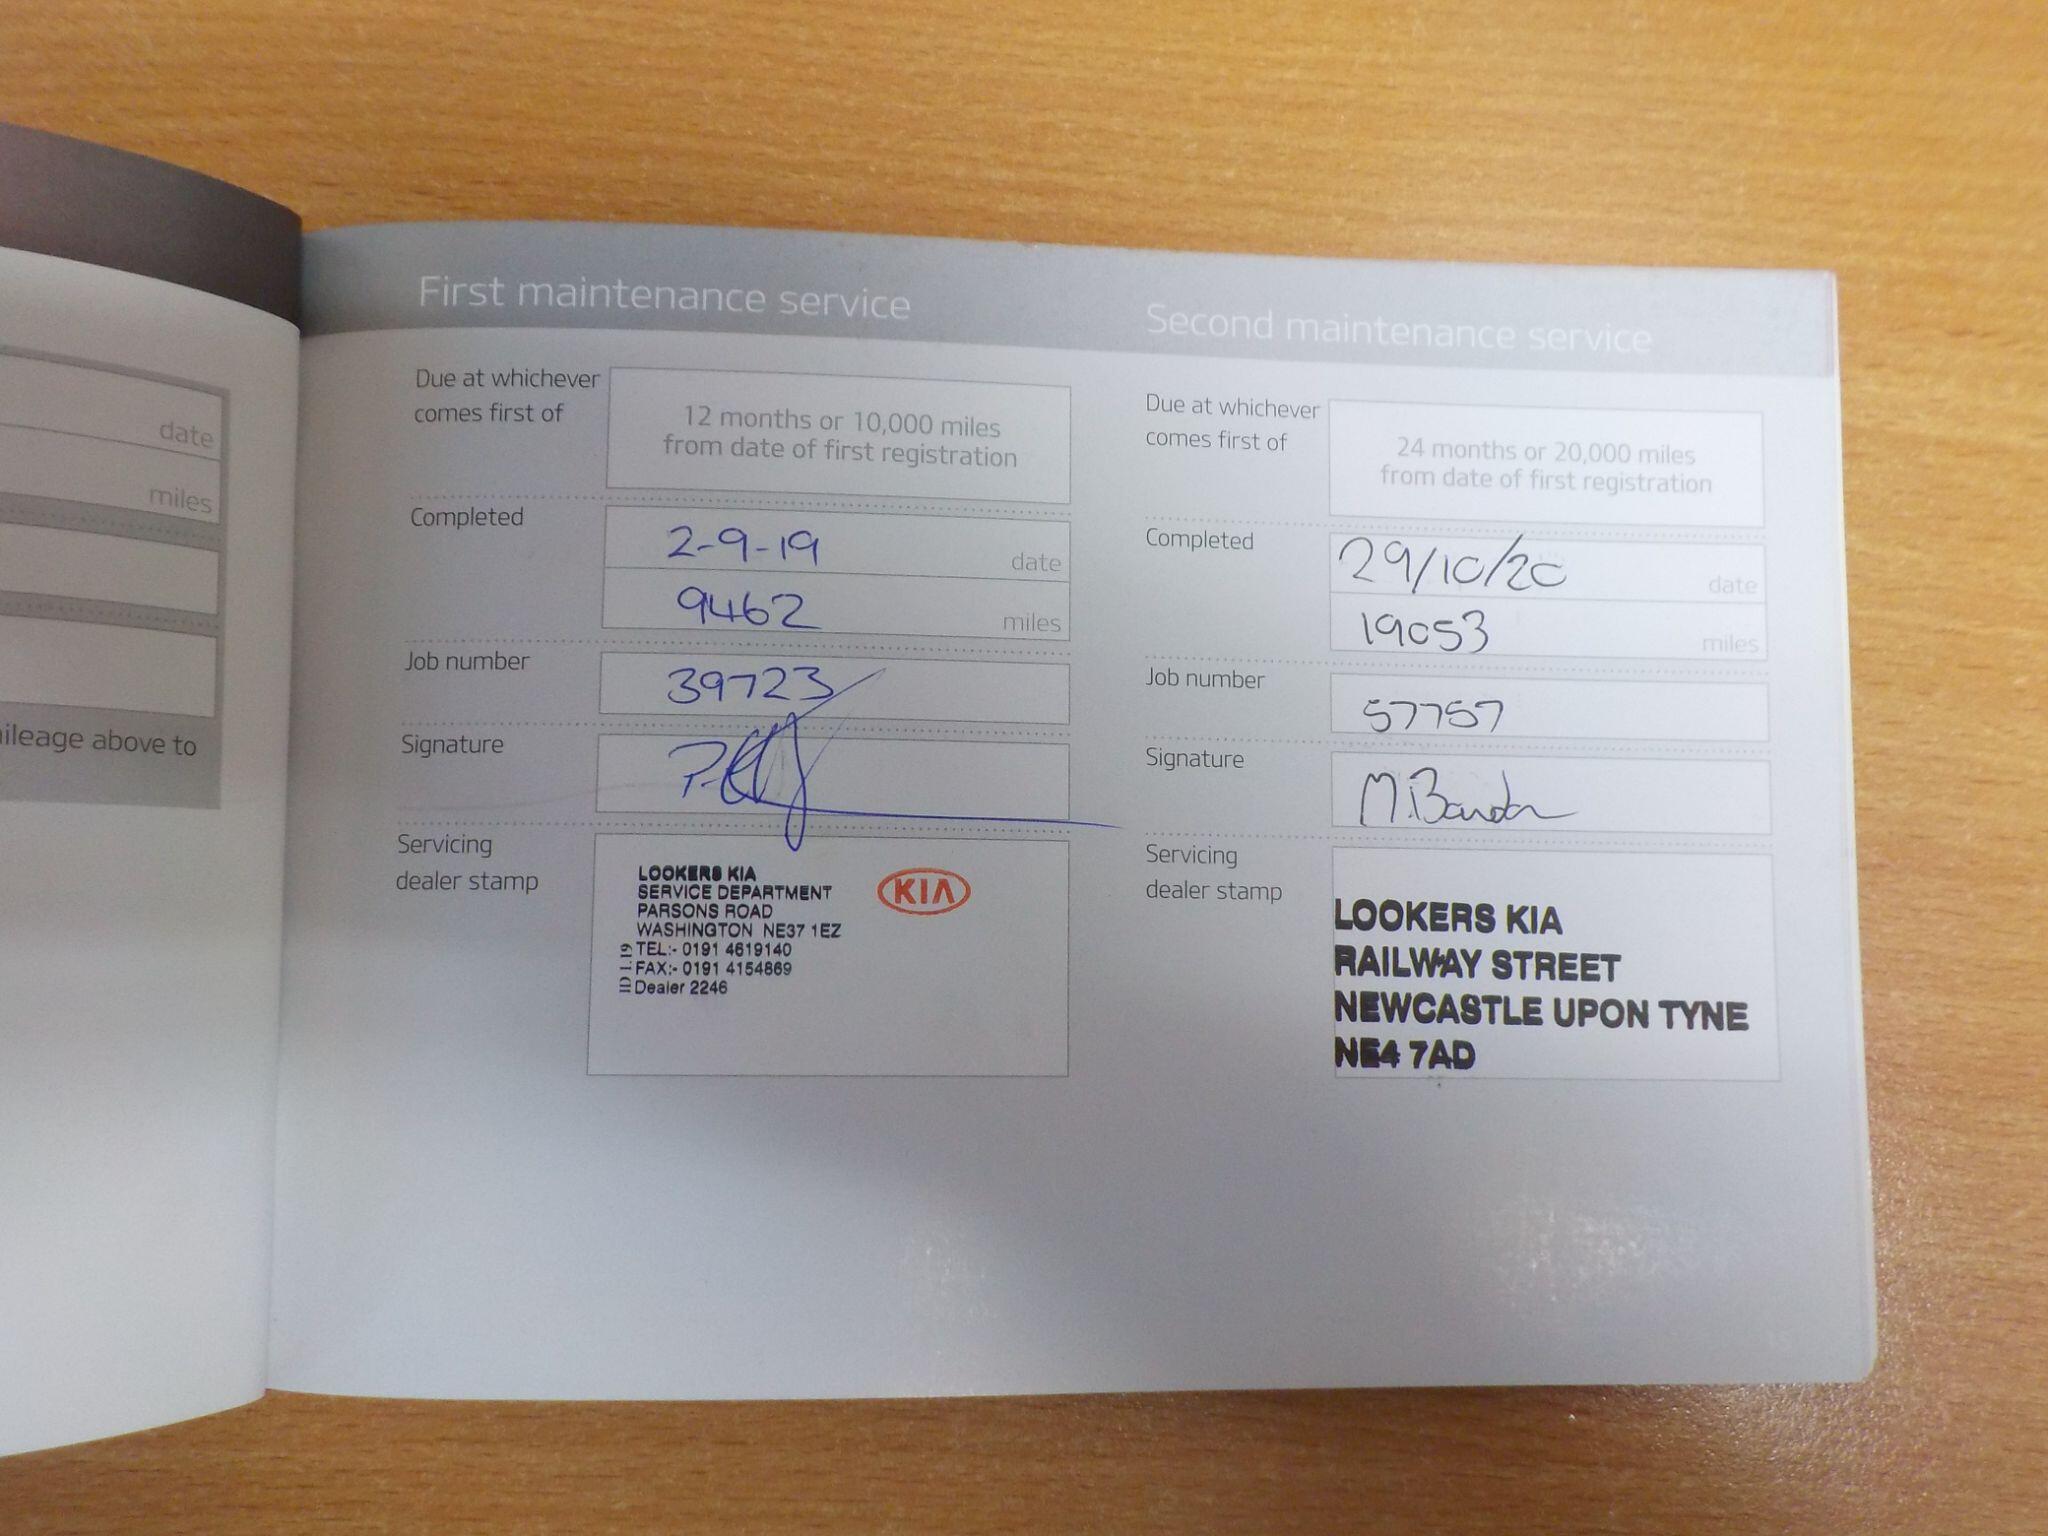 date
miles
ileage above to
First maintenance service
Due at whichever
comes first of
12 months or 10,000 miles
from date of first registration
Completed
2-9-19
date
9462
miles
Job number
39723
Signature
Servicing
dealer stamp
LOOKERS KIA
SERVICE DEPARTMENT
PARSONS ROAD
WASHINGTON NE37 1EZ
TEL:- 0191 4619140
FAX:- 0191 4154869
Dealer 2246
KIA
Second maintenance service
Due at whichever
comes first of
24 months or 20,000 miles
from date of first registration
Completed
29/10/20
date
19053
miles
Job number
57757
Signature
Servicing
dealer stamp
LOOKERS KIA
RAILWAY STREET
NEWCASTLE UPON TYNE
NE4 7AD